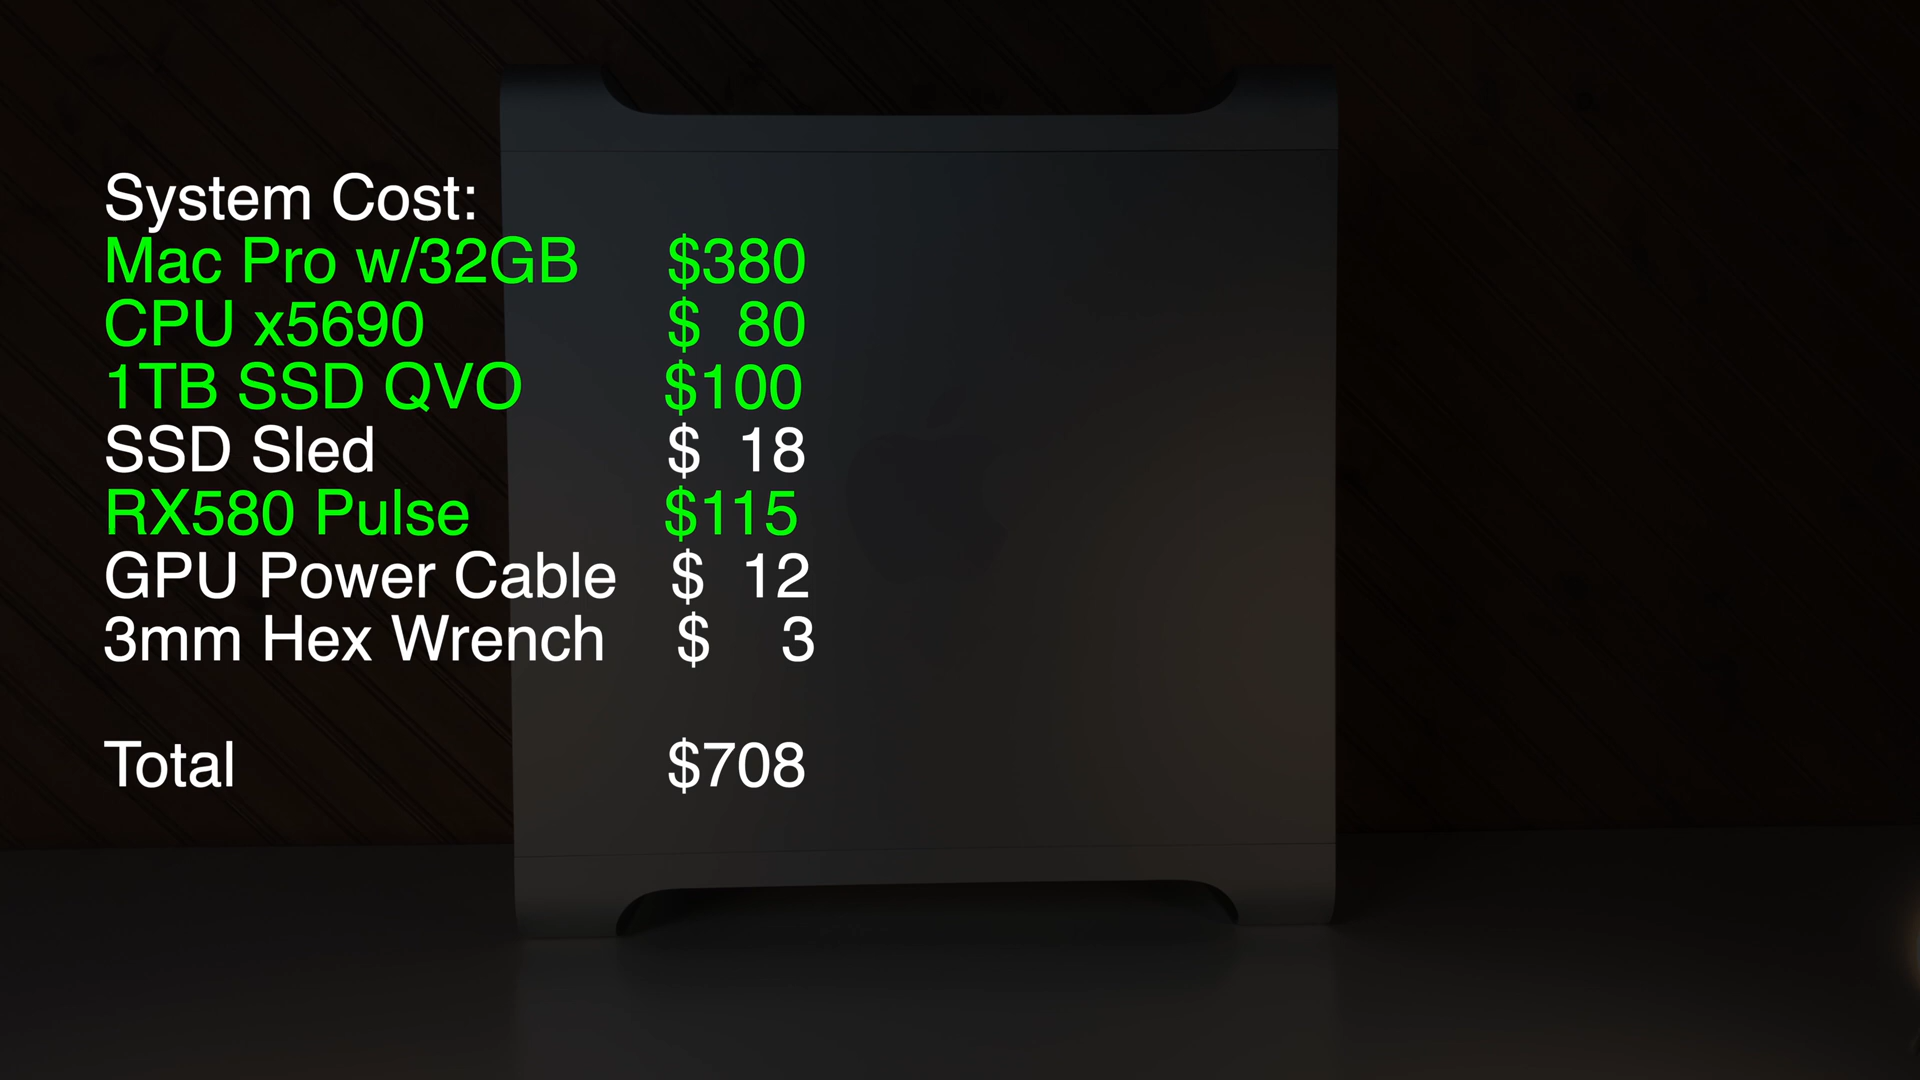 System Cost:
Mac Pro w/32GB $380
CPU x5690 $ 80
1TB SSD QVO $100
SSD Sled $ 18
RX580 Pulse $115
GPU Power Cable $ 12
3mm Hex Wrench $ 3
Total $708